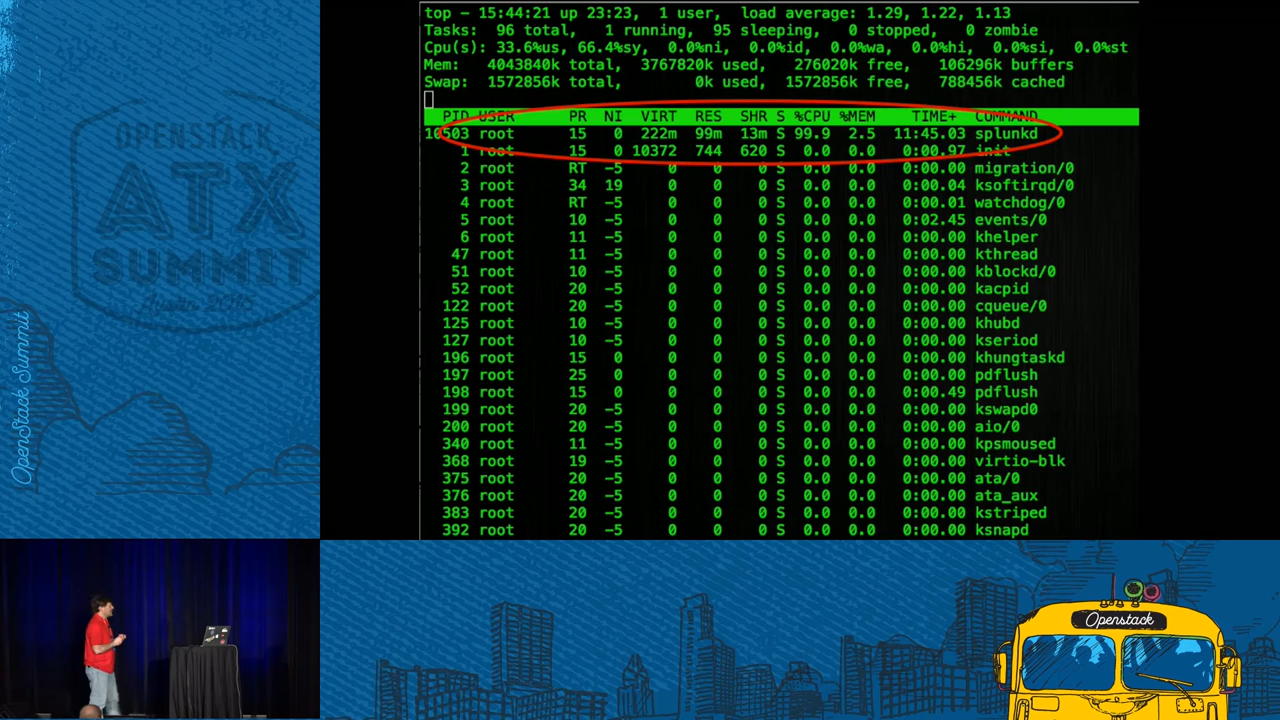 top - 15:44:21 up 23:23, 1 user, load average: 1.29, 1.22, 1.13
Tasks: 96 total, 1 running, 95 sleeping, 0 stopped, 0 zombie
Cpu(s): 33.6%us, 66.4%sy, 0.0%ni, 0.0%id, 0.0%wa, 0.0%hi, 0.0%si, 0.0%st
Mem: 4043840k total, 3767820k used, 276020k free, 106296k buffers
Swap: 1572856k total, 0k used, 1572856k free, 788456k cached
PID USER PR NI VIRT RES SHR S %CPU %MEM TIME+ COMMAND
10503 root 15 0 222m 99m 13m S 99.9 2.5 11:45.03 splunkd
1 root 15 0 10372 744 620 S 0.0 0.0 0:00.97 init
2 root RT -5 0 0 0 S 0.0 0.0 0:00.00 migration/0
3 root 34 19 0 0 0 S 0.0 0.0 0:00.04 ksoftirqd/0
4 root RT -5 0 0 0 S 0.0 0.0 0:00.01 watchdog/0
5 root 10 -5 0 0 0 S 0.0 0.0 0:02.45 events/0
6 root 11 -5 0 0 0 S 0.0 0.0 0:00.00 khelper
47 root 11 -5 0 0 0 S 0.0 0.0 0:00.00 kthread
51 root 10 -5 0 0 0 S 0.0 0.0 0:00.00 kblockd/0
52 root 20 -5 0 0 0 S 0.0 0.0 0:00.00 kacpid
122 root 20 -5 0 0 0 S 0.0 0.0 0:00.00 cqueue/0
125 root 10 -5 0 0 0 S 0.0 0.0 0:00.00 khubd
127 root 10 -5 0 0 0 S 0.0 0.0 0:00.00 kseriod
196 root 15 0 0 0 0 S 0.0 0.0 0:00.00 khungtaskd
197 root 25 0 0 0 0 S 0.0 0.0 0:00.00 pdflush
198 root 15 0 0 0 0 S 0.0 0.0 0:00.49 pdflush
199 root 20 -5 0 0 0 S 0.0 0.0 0:00.00 kswapd0
200 root 20 -5 0 0 0 S 0.0 0.0 0:00.00 aio/0
340 root 11 -5 0 0 0 S 0.0 0.0 0:00.00 kpsmoused
368 root 19 -5 0 0 0 S 0.0 0.0 0:00.00 virtio-blk
375 root 20 -5 0 0 0 S 0.0 0.0 0:00.00 ata/0
376 root 20 -5 0 0 0 S 0.0 0.0 0:00.00 ata_aux
383 root 20 -5 0 0 0 S 0.0 0.0 0:00.00 kstriped
392 root 20 -5 0 0 0 S 0.0 0.0 0:00.00 ksnapd
OPENSTACK
ATX
SUMMIT
Austin
OpenStack Summit
Openstack